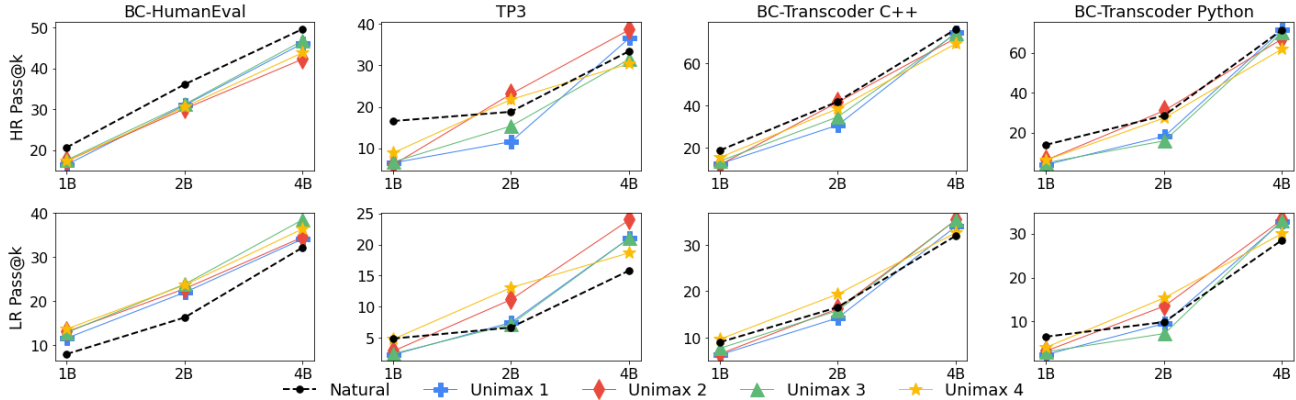 BC-HumanEval
TP3
BC-Transcoder C++
BC-Transcoder Python
HR Pass@k
50
40
30
20
1B
2B
4B
40
30
20
10
1B
2B
4B
60
40
20
1B
2B
4B
60
40
20
1B
2B
4B
LR Pass@k
40
30
20
10
1B
2B
4B
25
20
15
10
5
1B
2B
4B
30
20
10
1B
2B
4B
30
20
10
1B
2B
4B
Natural
Unimax 1
Unimax 2
Unimax 3
Unimax 4